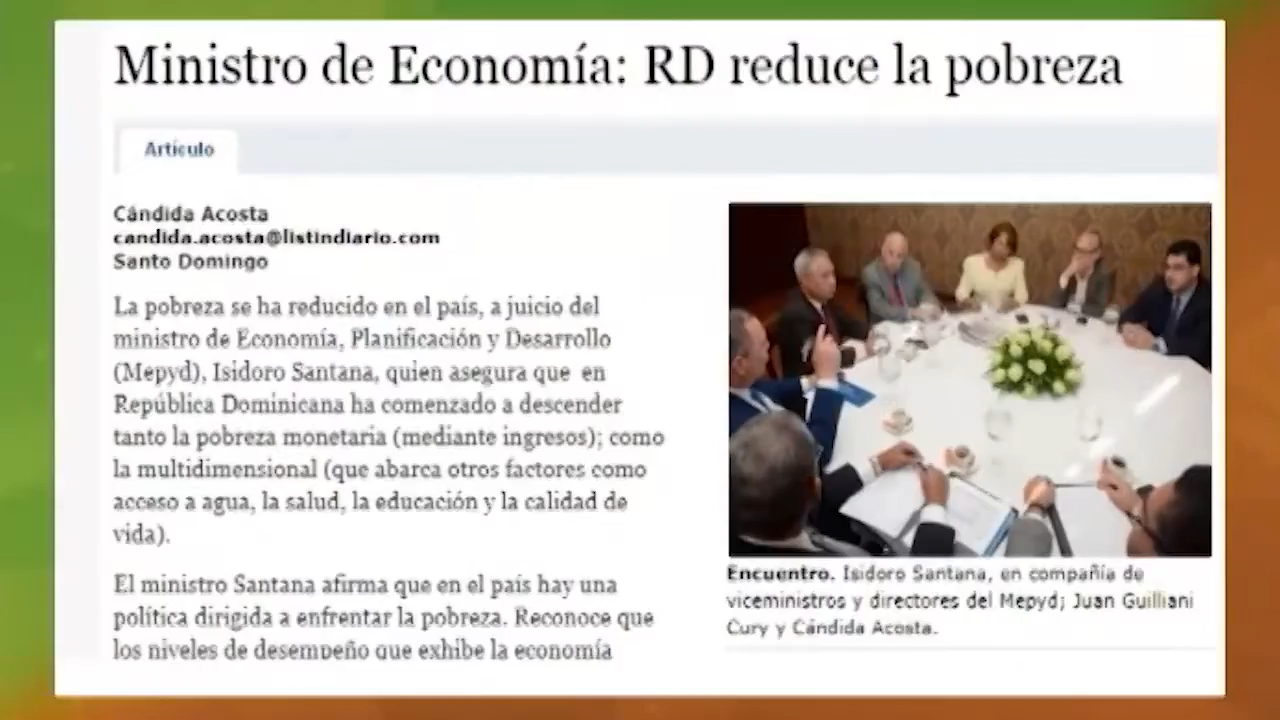 Ministro de Economía: RD reduce la pobreza
Artículo
Cándida Acosta
candida.acosta@listindiario.com
Santo Domingo
La pobreza se ha reducido en el país, a juicio del
ministro de Economía, Planificación y Desarrollo
(Mepyd), Isidoro Santana, quien asegura que en
República Dominicana ha comenzado a descender
tanto la pobreza monetaria (mediante ingresos); como
la multidimensional (que abarca otros factores como
acceso a agua, la salud, la educación y la calidad de
vida).
El ministro Santana afirma que en el país hay una
política dirigida a enfrentar la pobreza. Reconoce que
los niveles de desempeño que exhibe la economía
Encuentro. Isidoro Santana, en compañía de
viceministros y directores del Mepyd; Juan Guilliani
Cury y Cándida Acosta.